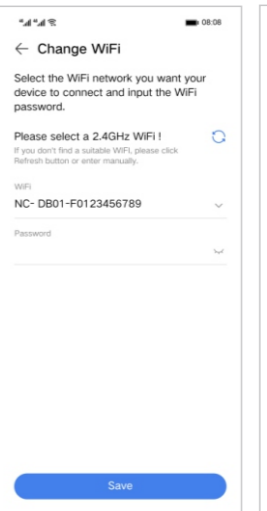 08:08
Change WiFi
Select the WiFi network you want your
device to connect and input the WiFi
password.
Please select a 2.4GHz WiFi !
If you don't find a suitable WIFI, please click
Refresh button or enter manually.
WiFi
NC- DB01-F0123456789
Password
Save